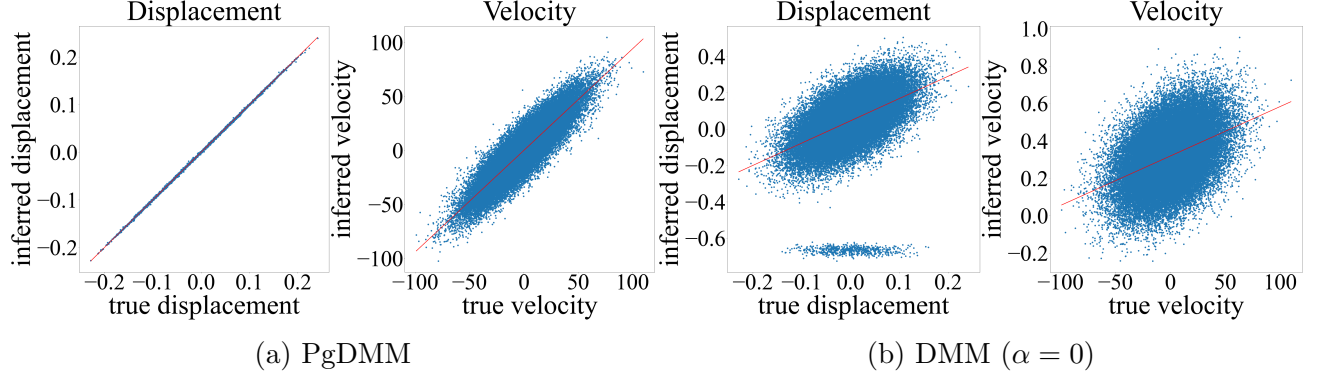 Displacement
inferred displacement
0.2
0.1
0.0
−0.1
−0.2
−0.2 −0.1 0.0 0.1 0.2
true displacement
Velocity
inferred velocity
100
50
0
−50
−100
−100 −50 0 50 100
true velocity
(a) PgDMM
Displacement
inferred displacement
0.4
0.2
0.0
−0.2
−0.4
−0.6
−0.2 −0.1 0.0 0.1 0.2
true displacement
Velocity
inferred velocity
1.0
0.8
0.6
0.4
0.2
0.0
−0.2
−100 −50 0 50 100
true velocity
(b) DMM (α = 0)